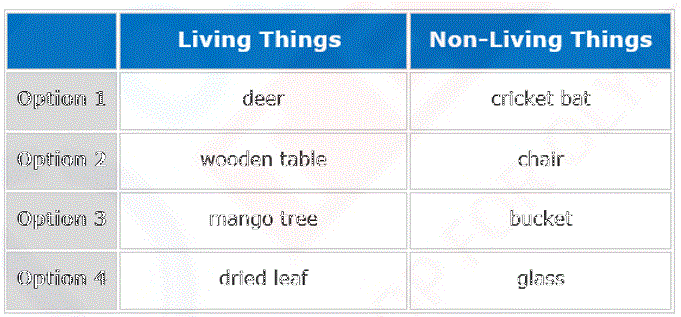 Living Things Non-Living Things
Option 1 deer cricket bat
Option 2 wooden table chair
Option 3 mango tree bucket
Option 4 dried leaf glass